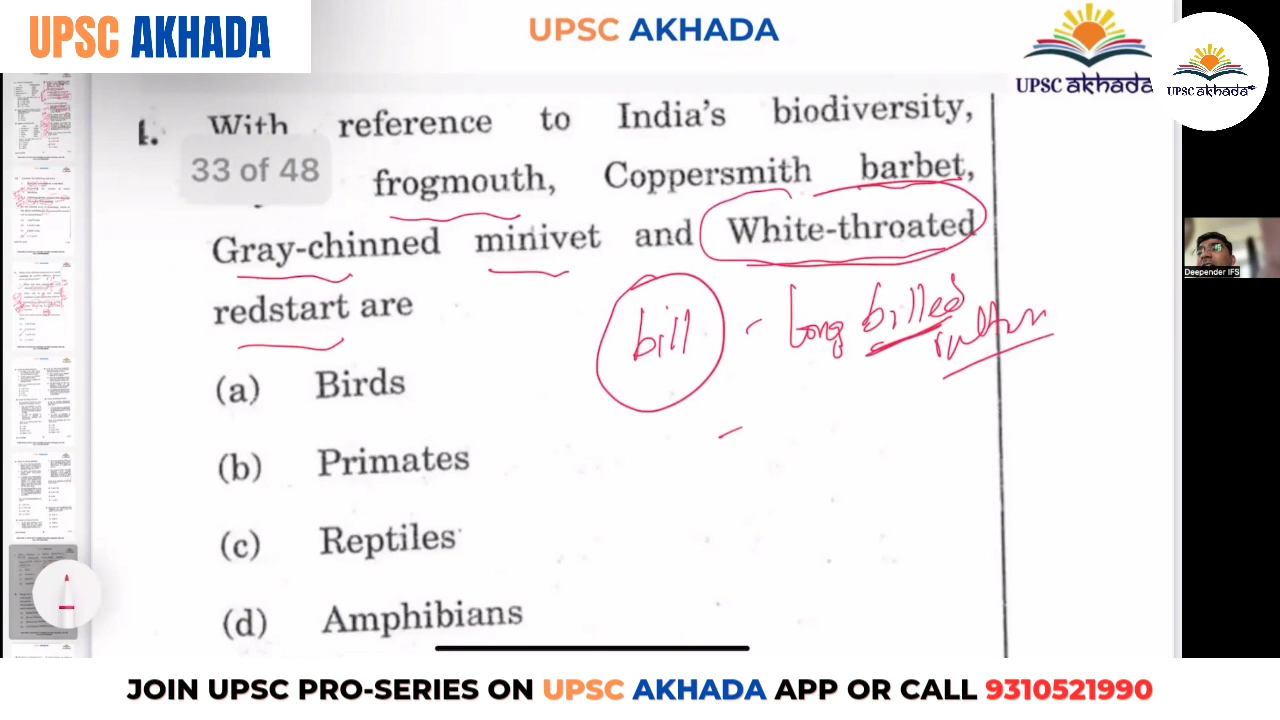 UPSC AKHADA
UPSC AKHADA
UPSC akhada
UPSC akhada
With reference to India's biodiversity,
33 of 48
frogmouth, Coppersmith barbet,
Gray-chinned minivet and White-throated
redstart are
bill
Long billed
(a) Birds
(b) Primates
(c) Reptiles
(d) Amphibians
Deepender IFS
JOIN UPSC PRO-SERIES ON UPSC AKHADA APP OR CALL 9310521990